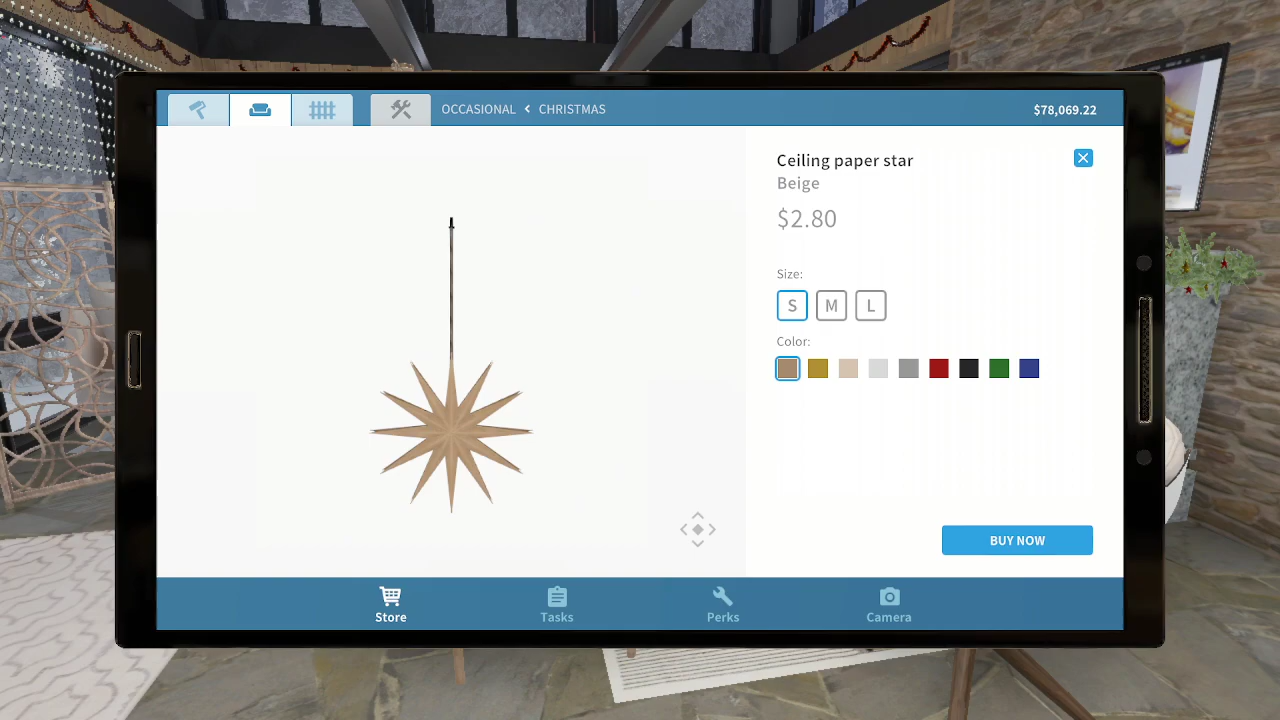 OCCASIONAL < CHRISTMAS
$78,069.22
Ceiling paper star
Beige
$2.80
Size:
S M L
Color:
BUY NOW
Store Tasks Perks Camera